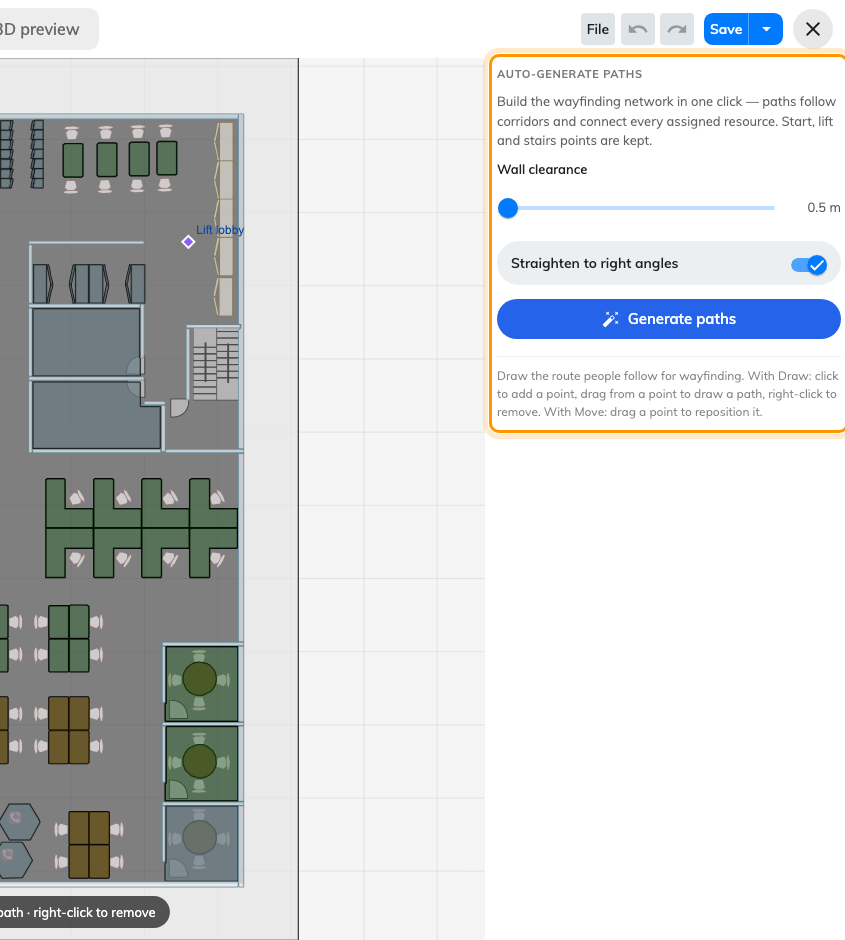 3D preview
File
Save
AUTO-GENERATE PATHS
Build the wayfinding network in one click — paths follow
corridors and connect every assigned resource. Start, lift
and stairs points are kept.
Wall clearance
0.5 m
Straighten to right angles
Generate paths
Draw the route people follow for wayfinding. With Draw: click
to add a point, drag from a point to draw a path, right-click to
remove. With Move: drag a point to reposition it.
Lift lobby
path · right-click to remove